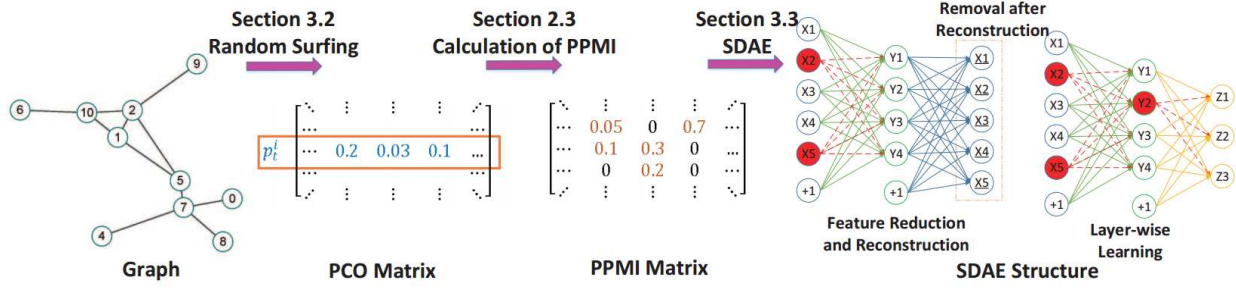 Section 3.2
Random Surfing
Section 2.3
Calculation of PPMI
Section 3.3
SDAE
Removal after
Reconstruction
9
6
10
2
1
5
7
0
4
8
Graph
p_t^i
... 0.2 0.03 0.1 ...
PCO Matrix
... 0.05 0 0.7 ...
... 0.1 0.3 0 ...
... 0 0.2 0 ...
PPMI Matrix
X1
X2
X3
X4
X5
+1
Y1
Y2
Y3
Y4
+1
X1
X2
X3
X4
X5
Feature Reduction
and Reconstruction
X1
X2
X3
X4
X5
+1
Y1
Y2
Y3
Y4
+1
Z1
Z2
Z3
Layer-wise
Learning
SDAE Structure